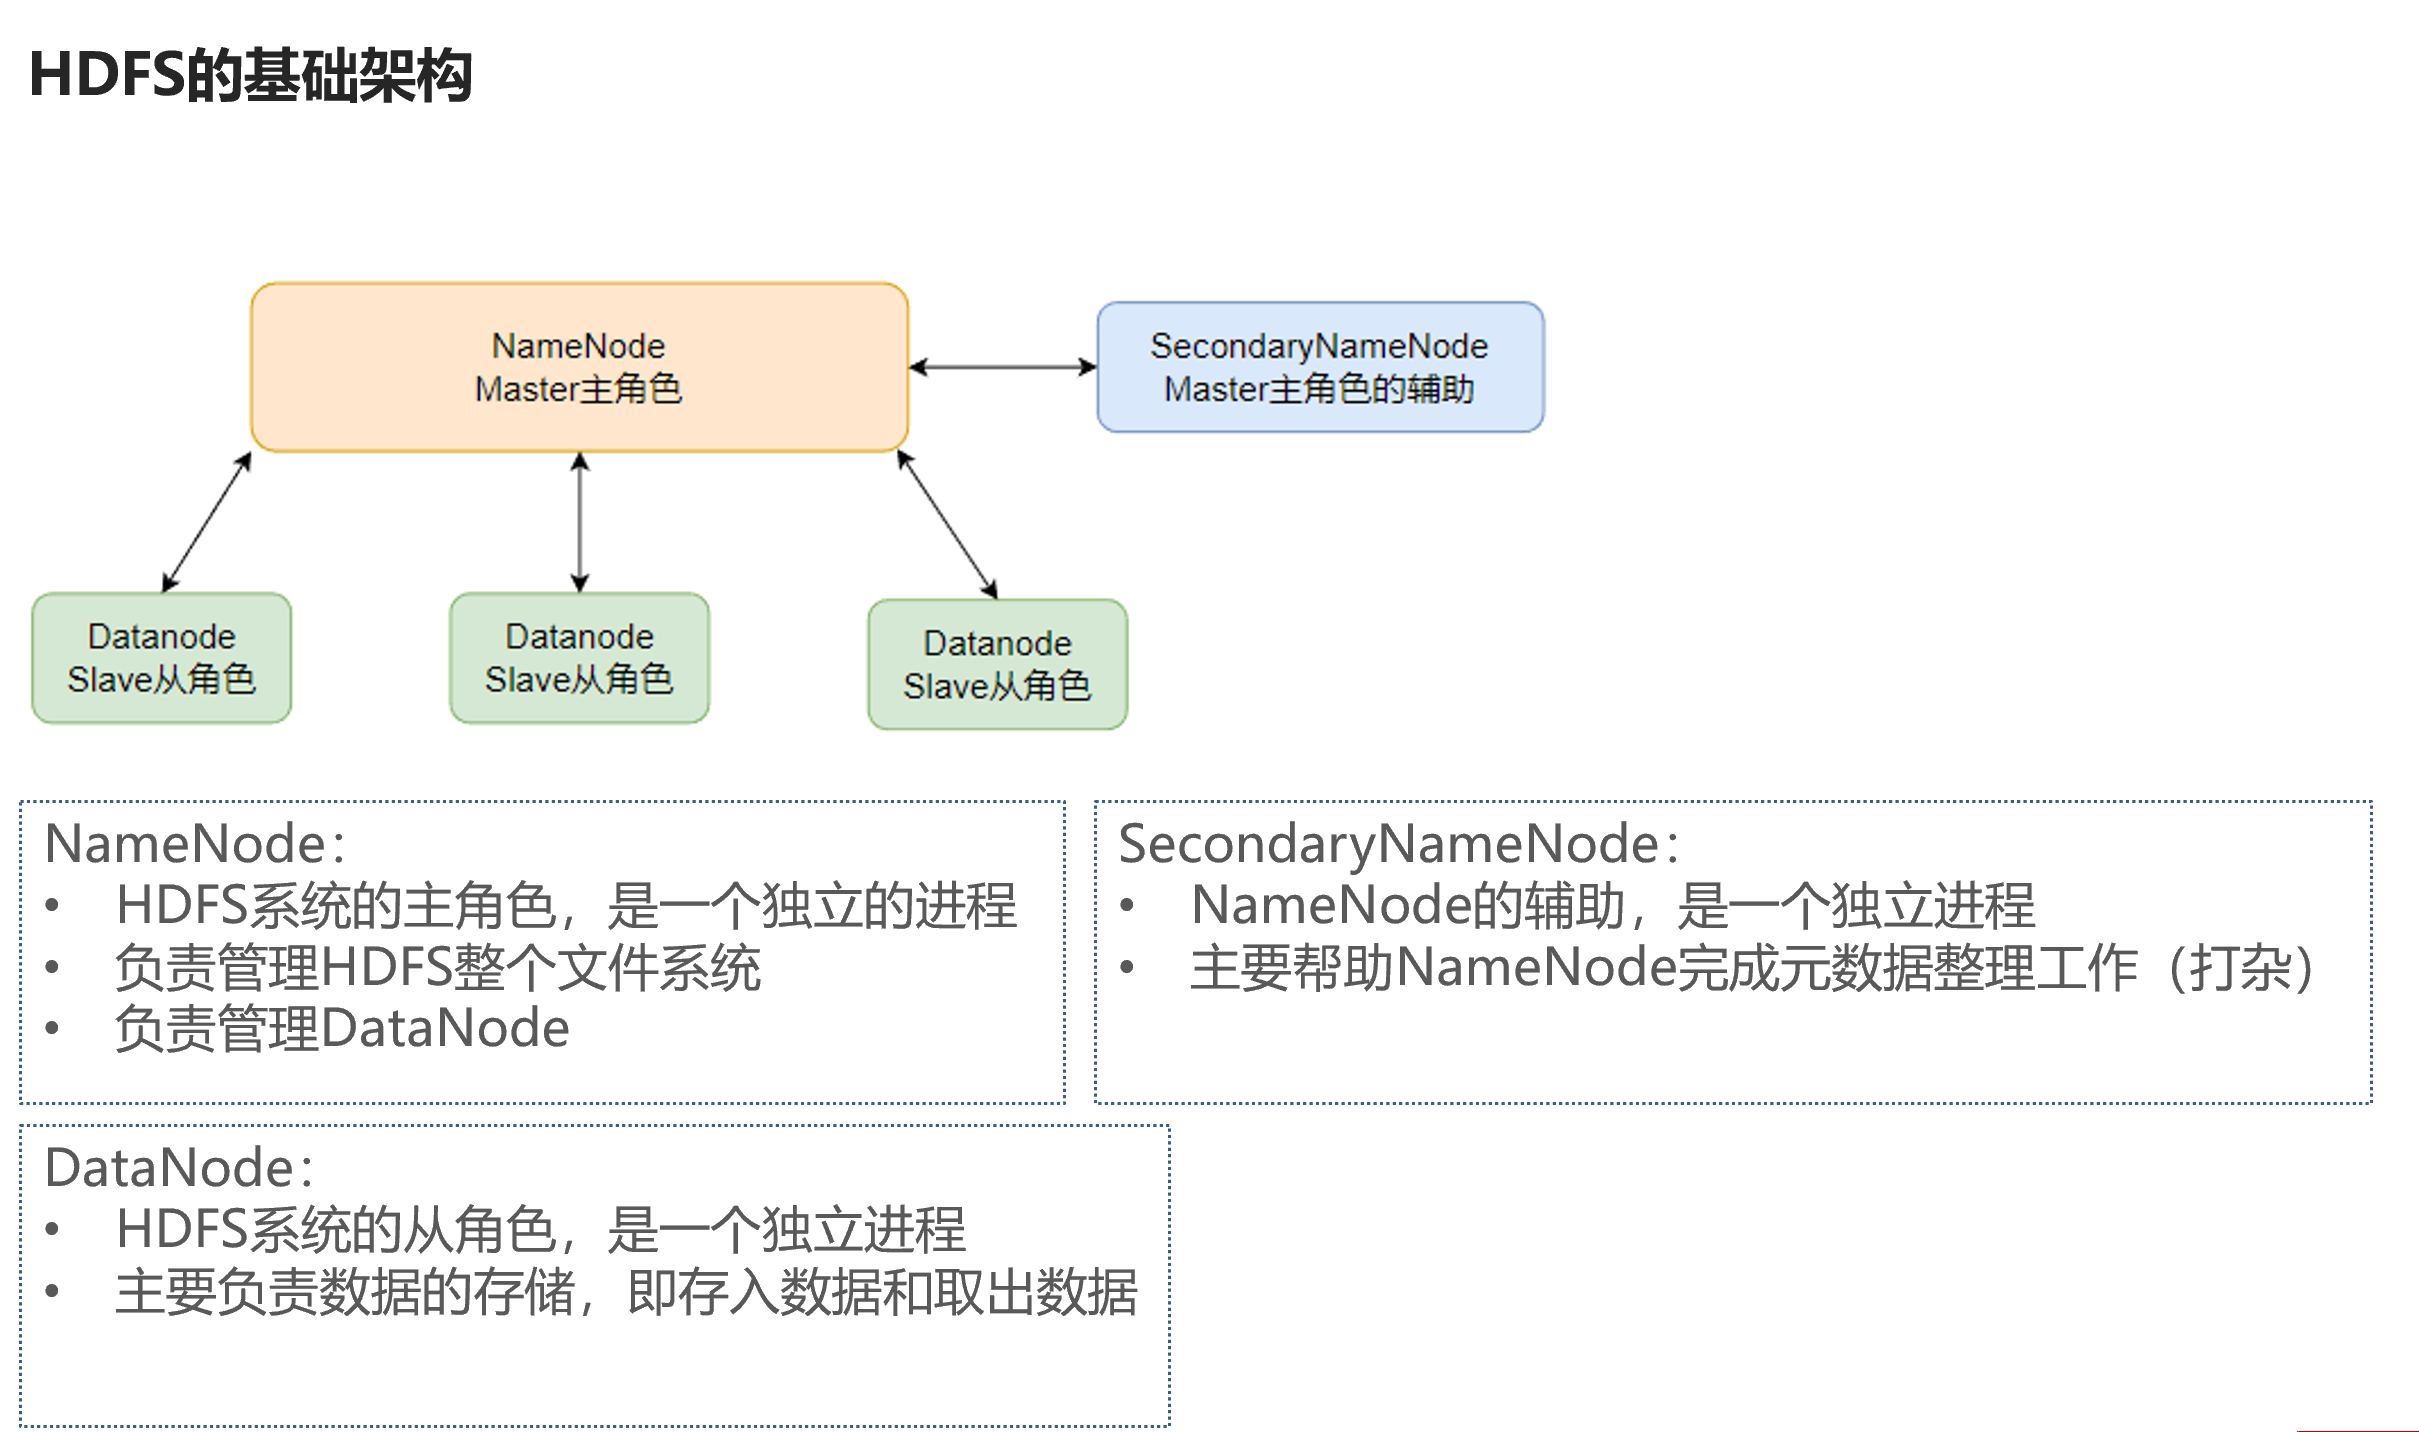 HDFS的基础架构
NameNode
Master主角色
SecondaryNameNode
Master主角色的辅助
Datanode
Slave从角色
Datanode
Slave从角色
Datanode
Slave从角色
NameNode：
• HDFS系统的主角色，是一个独立的进程
• 负责管理HDFS整个文件系统
• 负责管理DataNode
SecondaryNameNode：
• NameNode的辅助，是一个独立进程
• 主要帮助NameNode完成元数据整理工作（打杂）
DataNode：
• HDFS系统的从角色，是一个独立进程
• 主要负责数据的存储，即存入数据和取出数据